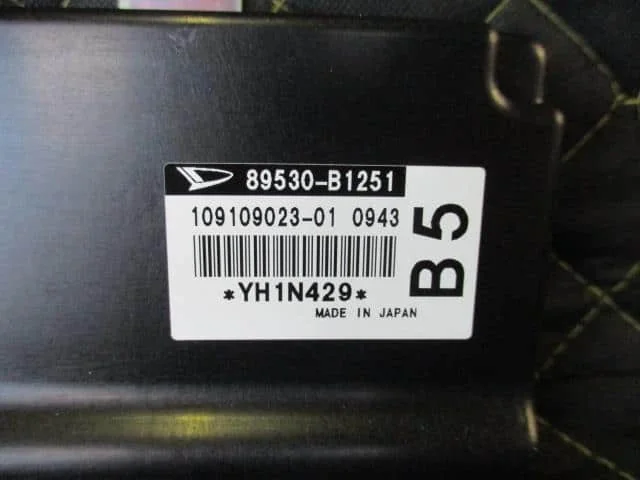 89530-B1251
109109023-01 0943
*YH1N429*
MADE IN JAPAN
B5